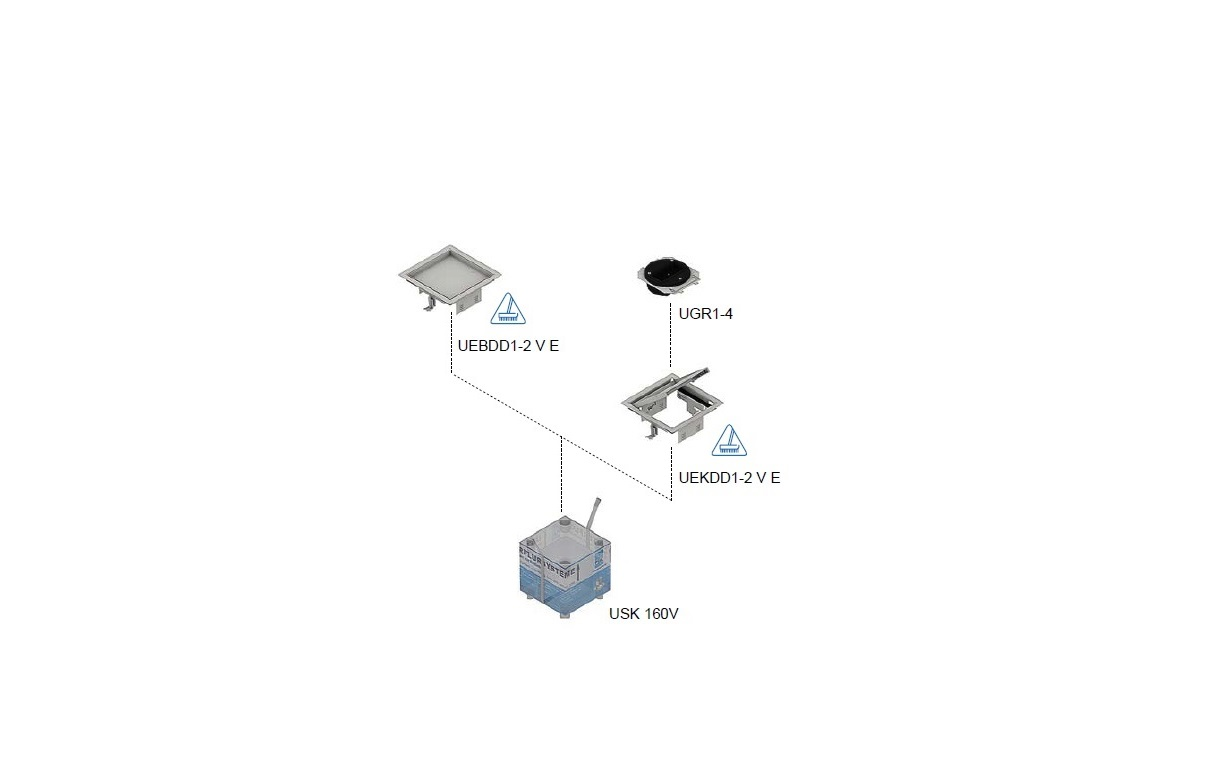 UGR1-4
UEBDD1-2 V E
UEKDD1-2 V E
USK 160V